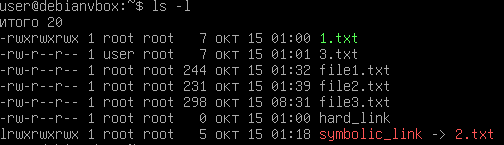 user@debianvbox:~$ ls -l
итого 20
-rwxrwxrwx 1 root root   7 окт 15 01:00 1.txt
-rw-r--r-- 1 user root   7 окт 15 01:01 3.txt
-rw-r--r-- 1 root root 244 окт 15 01:32 file1.txt
-rw-r--r-- 1 root root 231 окт 15 01:39 file2.txt
-rw-r--r-- 1 root root 298 окт 15 08:31 file3.txt
-rw-r--r-- 1 root root   0 окт 15 01:00 hard_link
lrwxrwxrwx 1 root root   5 окт 15 01:18 symbolic_link -> 2.txt